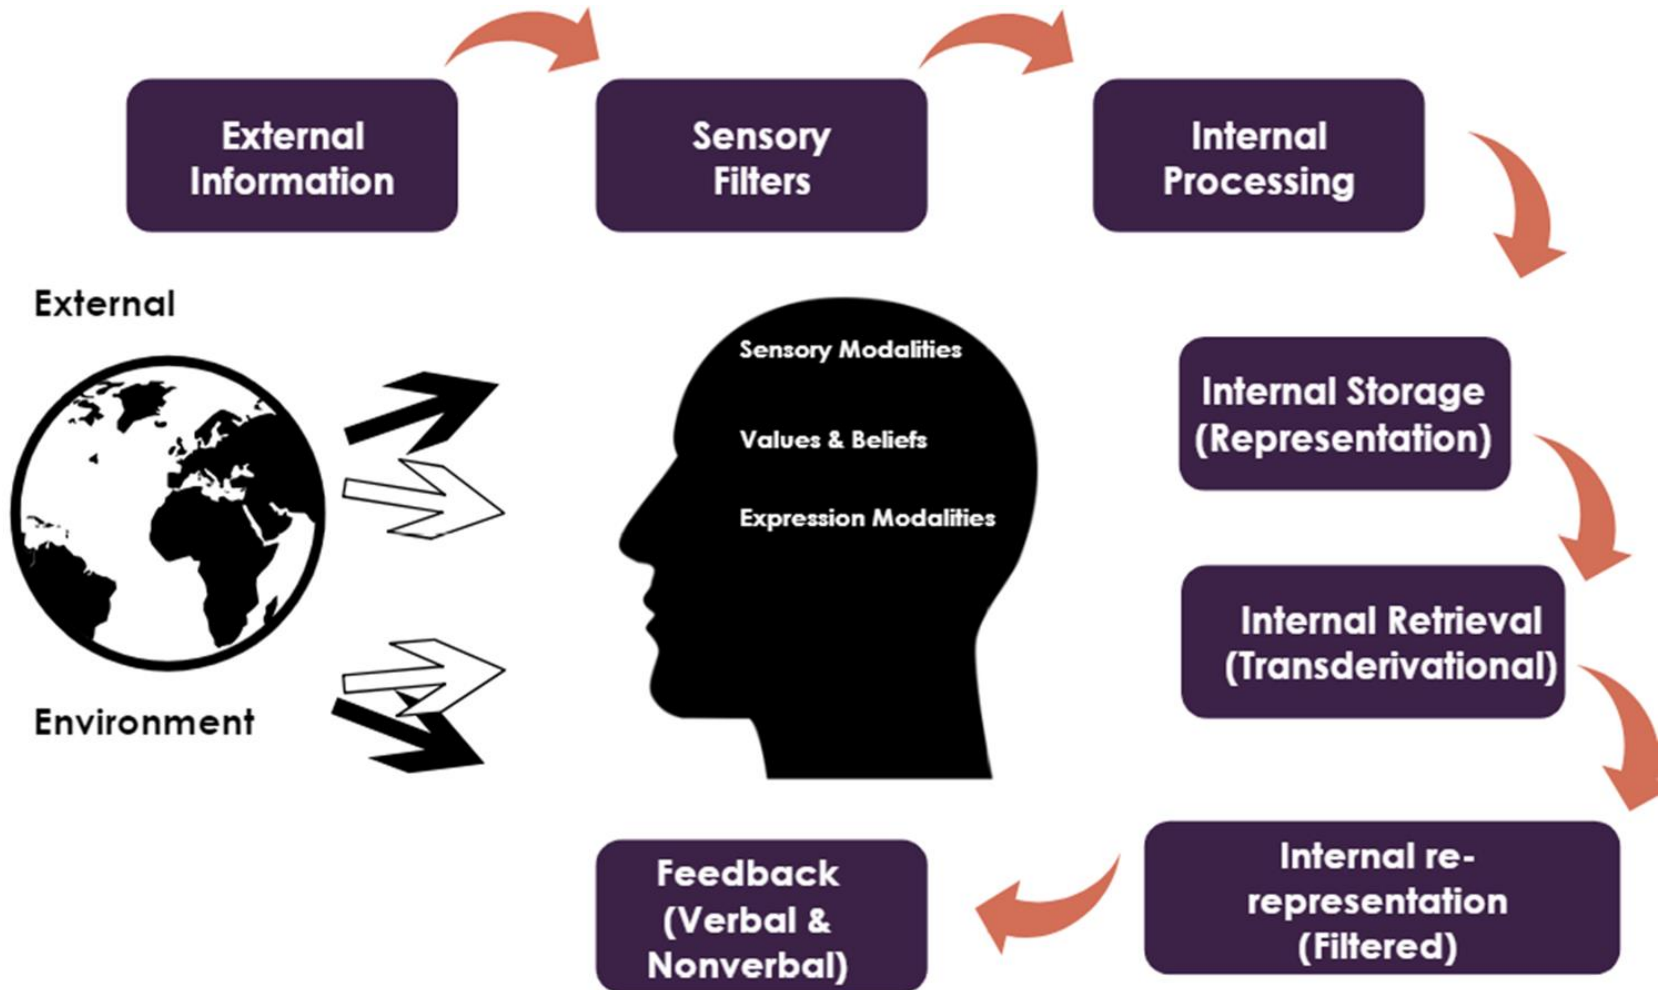 External
Information
Sensory
Filters
Internal
Processing
External
Sensory Modalities
Values & Beliefs
Expression Modalities
Environment
Internal Storage
(Representation)
Internal Retrieval
(Transderivational)
Internal re-
representation
(Filtered)
Feedback
(Verbal &
Nonverbal)